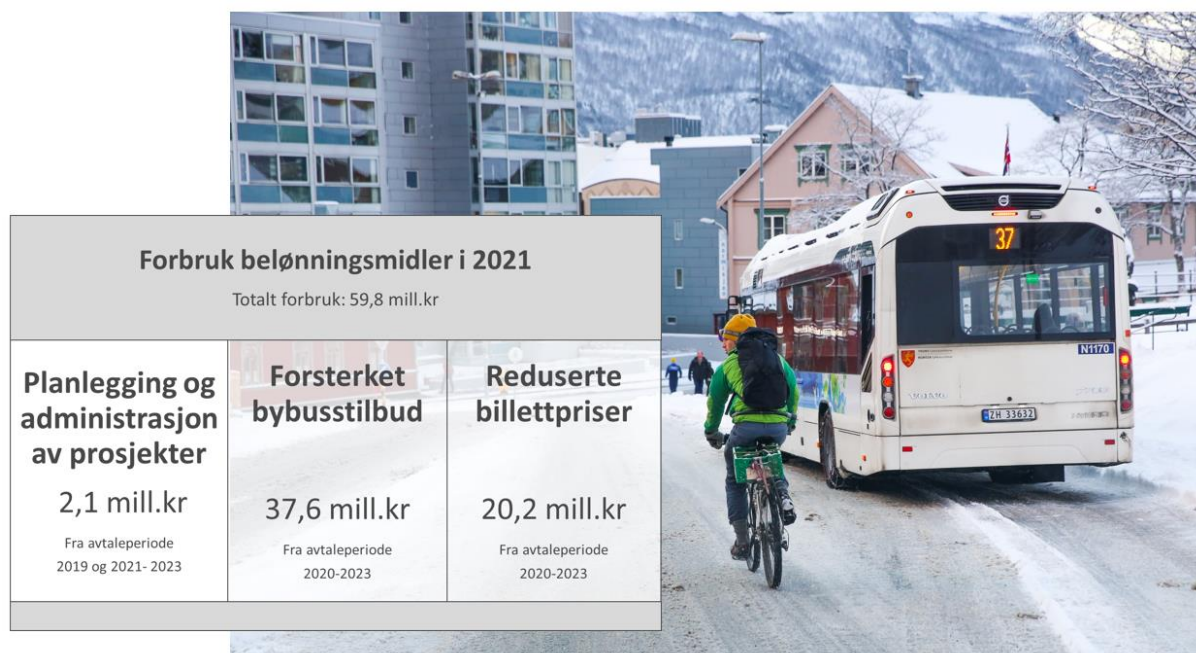 Forbruk belønningsmidler i 2021
Totalt forbruk: 59,8 mill.kr
Planlegging og
administrasjon
av prosjekter
2,1 mill.kr
Fra avtaleperiode
2019 og 2021- 2023
Forsterket
bybusstilbud
37,6 mill.kr
Fra avtaleperiode
2020-2023
Reduserte
billettpriser
20,2 mill.kr
Fra avtaleperiode
2020-2023
37
N1170
VOLVO
ZH 33632